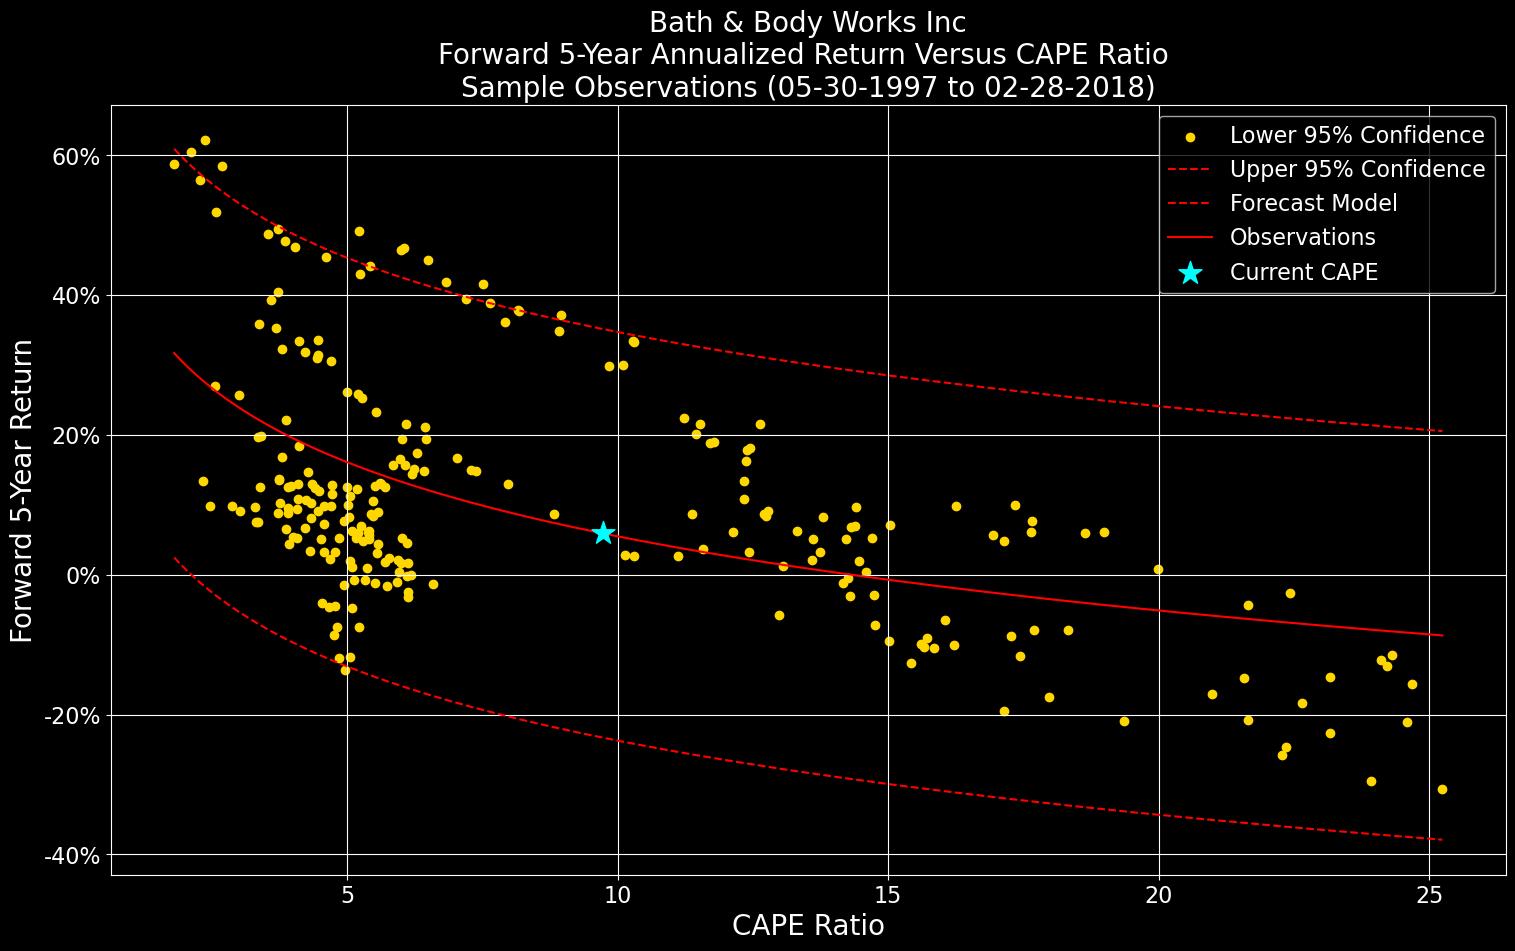 Bath & Body Works Inc
Forward 5-Year Annualized Return Versus CAPE Ratio
Sample Observations (05-30-1997 to 02-28-2018)
Lower 95% Confidence
Upper 95% Confidence
Forecast Model
Observations
Current CAPE
Forward 5-Year Return
60%
40%
20%
0%
-20%
-40%
5 10 15 20 25
CAPE Ratio